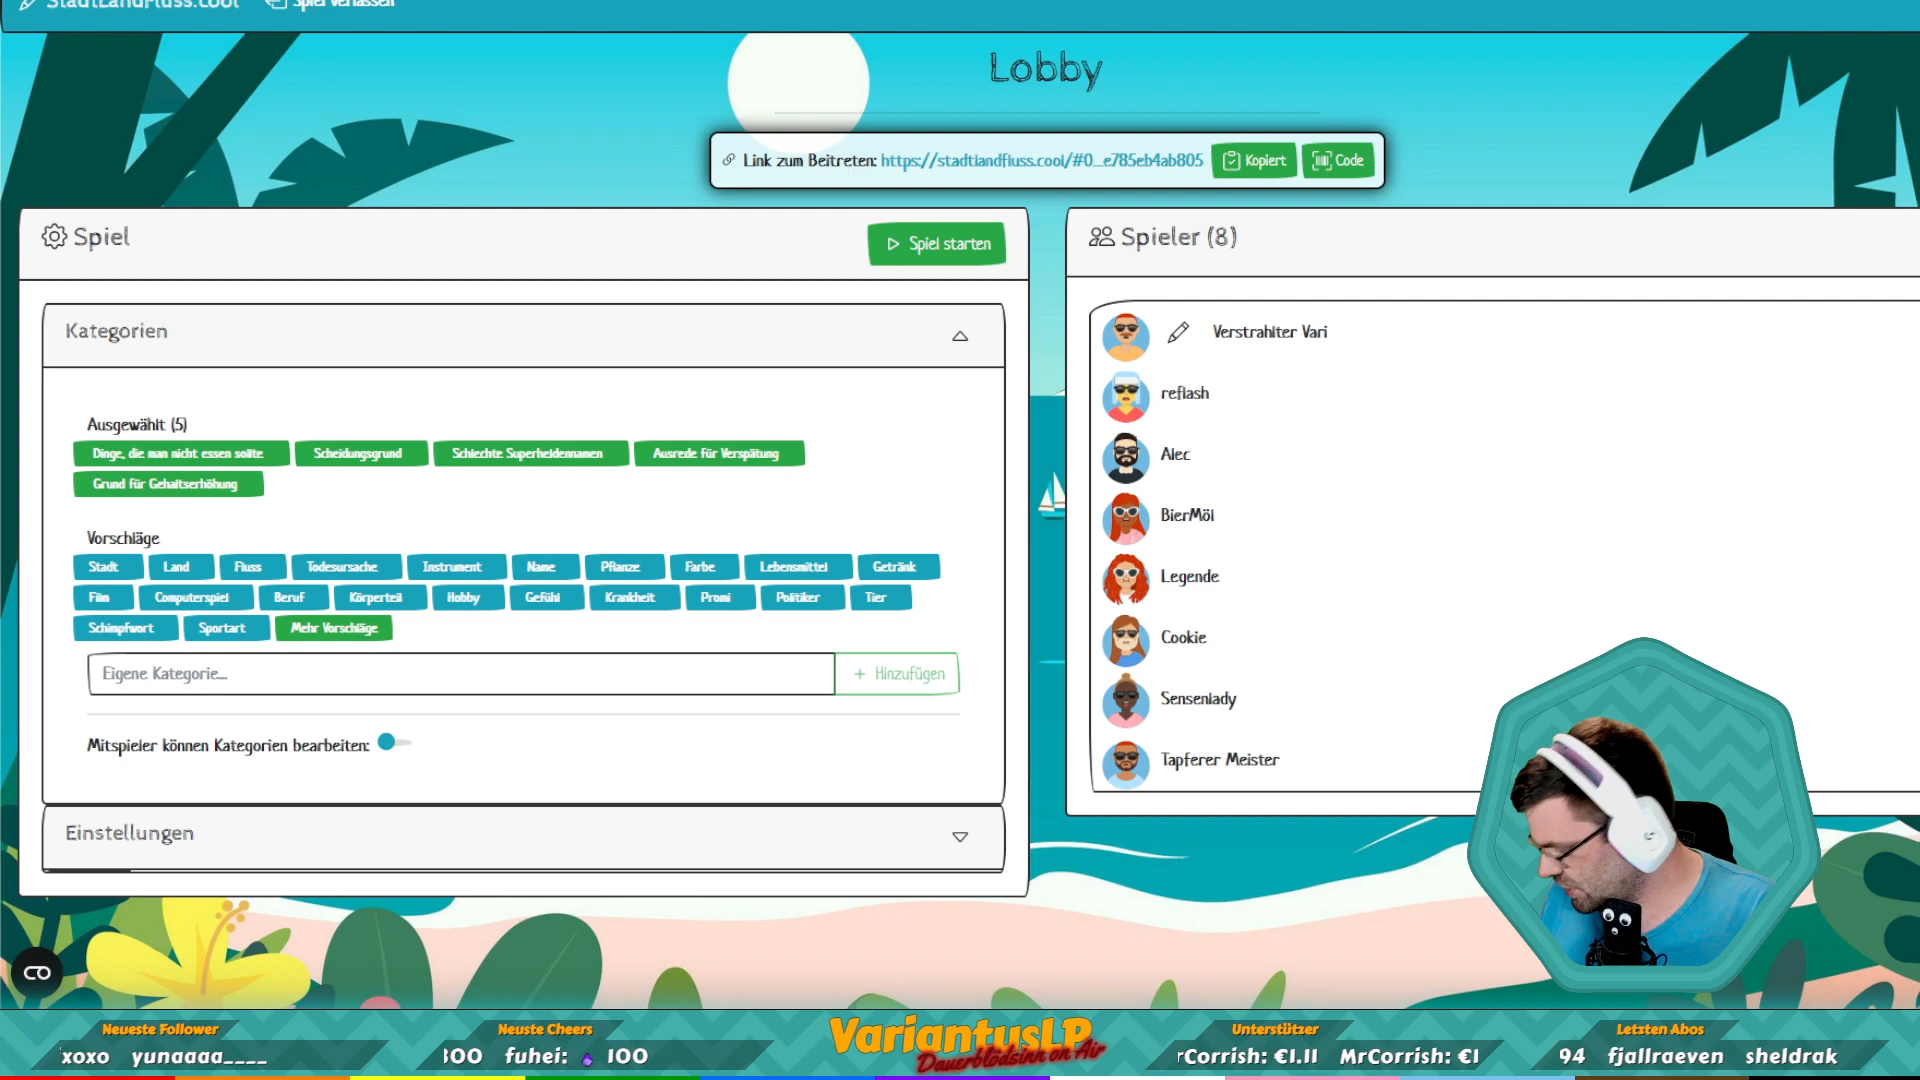 StadtLandFluss.cool Spiel verlassen
Lobby
Link zum Beitreten: https://stadtlandfluss.cool/#0_e785eb4ab805 Kopiert Code
Spiel
Spiel starten
Spieler (8)
Kategorien
Ausgewählt (5)
Dinge, die man nicht essen sollte Scheidungsgrund Schlechte Superheldennamen Ausrede für Verspätung
Grund für Gehaltserhöhung
Vorschläge
Stadt Land Fluss Todesursache Instrument Name Pflanze Farbe Lebensmittel Getränk
Film Computerspiel Beruf Körperteil Hobby Gefühl Krankheit Promi Politiker Tier
Schimpfwort Sportart Mehr Vorschläge
Eigene Kategorie... + Hinzufügen
Mitspieler können Kategorien bearbeiten:
Einstellungen
Verstrahlter Vari
reflash
Alec
BierMöl
Legende
Cookie
Sensenlady
Tapferer Meister
Neueste Follower
xoxo yunaaaa____
Neuste Cheers
300 fuhei: 100
VariantusLP
Dauerblödsinn on Air
Unterstützer
rCorrish: €1.11 MrCorrish: €1
Letzten Abos
94 fjallraeven sheldrak